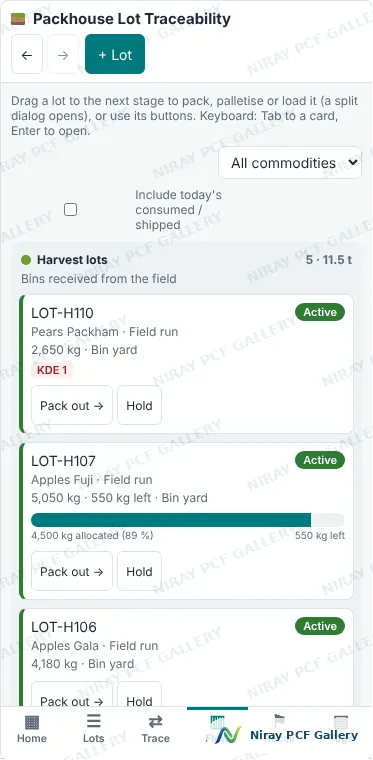 Packhouse Lot Traceability
← → + Lot
Drag a lot to the next stage to pack, palletise or load it (a split
dialog opens), or use its buttons. Keyboard: Tab to a card,
Enter to open.
All commodities
Include today's
consumed /
shipped
Harvest lots 5 · 11.5 t
Bins received from the field
LOT-H110 Active
Pears Packham · Field run
2,650 kg · Bin yard
KDE 1
Pack out → Hold
LOT-H107 Active
Apples Fuji · Field run
5,050 kg · 550 kg left · Bin yard
4,500 kg allocated (89 %) 550 kg left
Pack out → Hold
LOT-H106 Active
Apples Gala · Field run
4,180 kg · Bin yard
Pack out → Hold
Home Lots Trace
Niray PCF Gallery
NIRAY PCF GALLERY